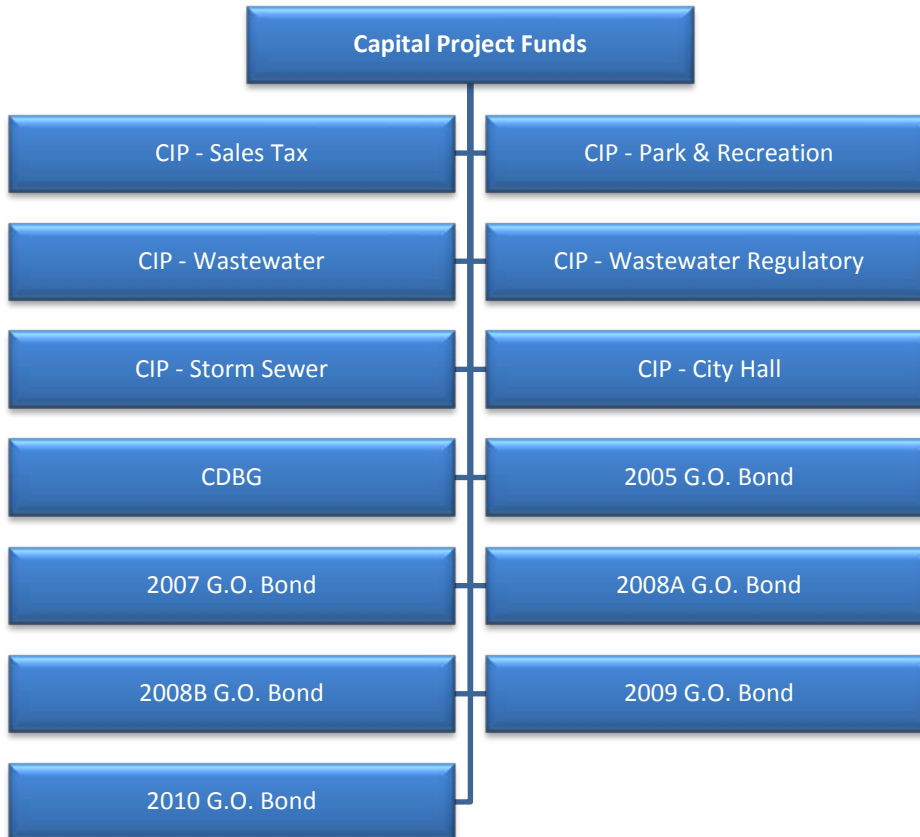 Capital Project Funds
CIP - Sales Tax
CIP - Park & Recreation
CIP - Wastewater
CIP - Wastewater Regulatory
CIP - Storm Sewer
CIP - City Hall
CDBG
2005 G.O. Bond
2007 G.O. Bond
2008A G.O. Bond
2008B G.O. Bond
2009 G.O. Bond
2010 G.O. Bond